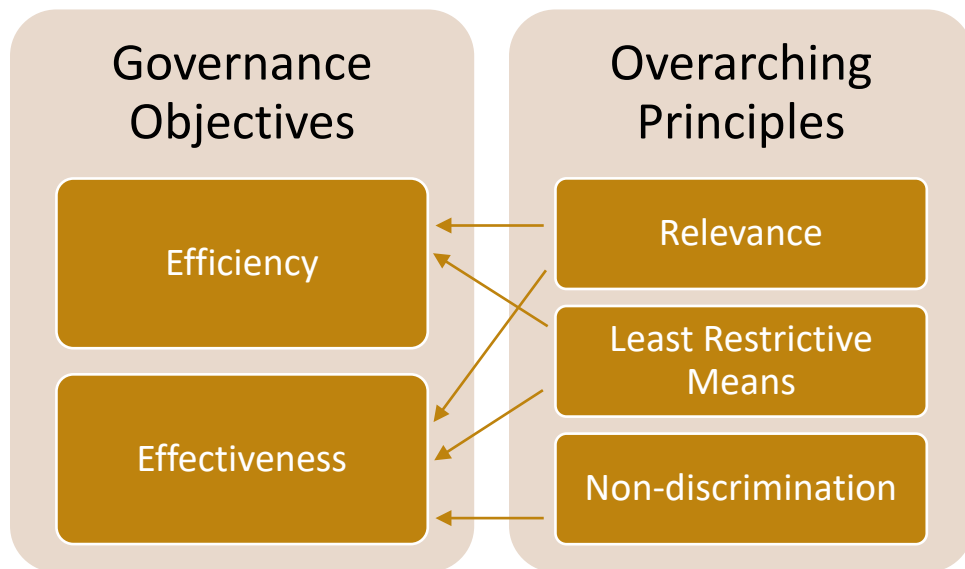 Governance
Objectives
Efficiency
Effectiveness
Overarching
Principles
Relevance
Least Restrictive
Means
Non-discrimination